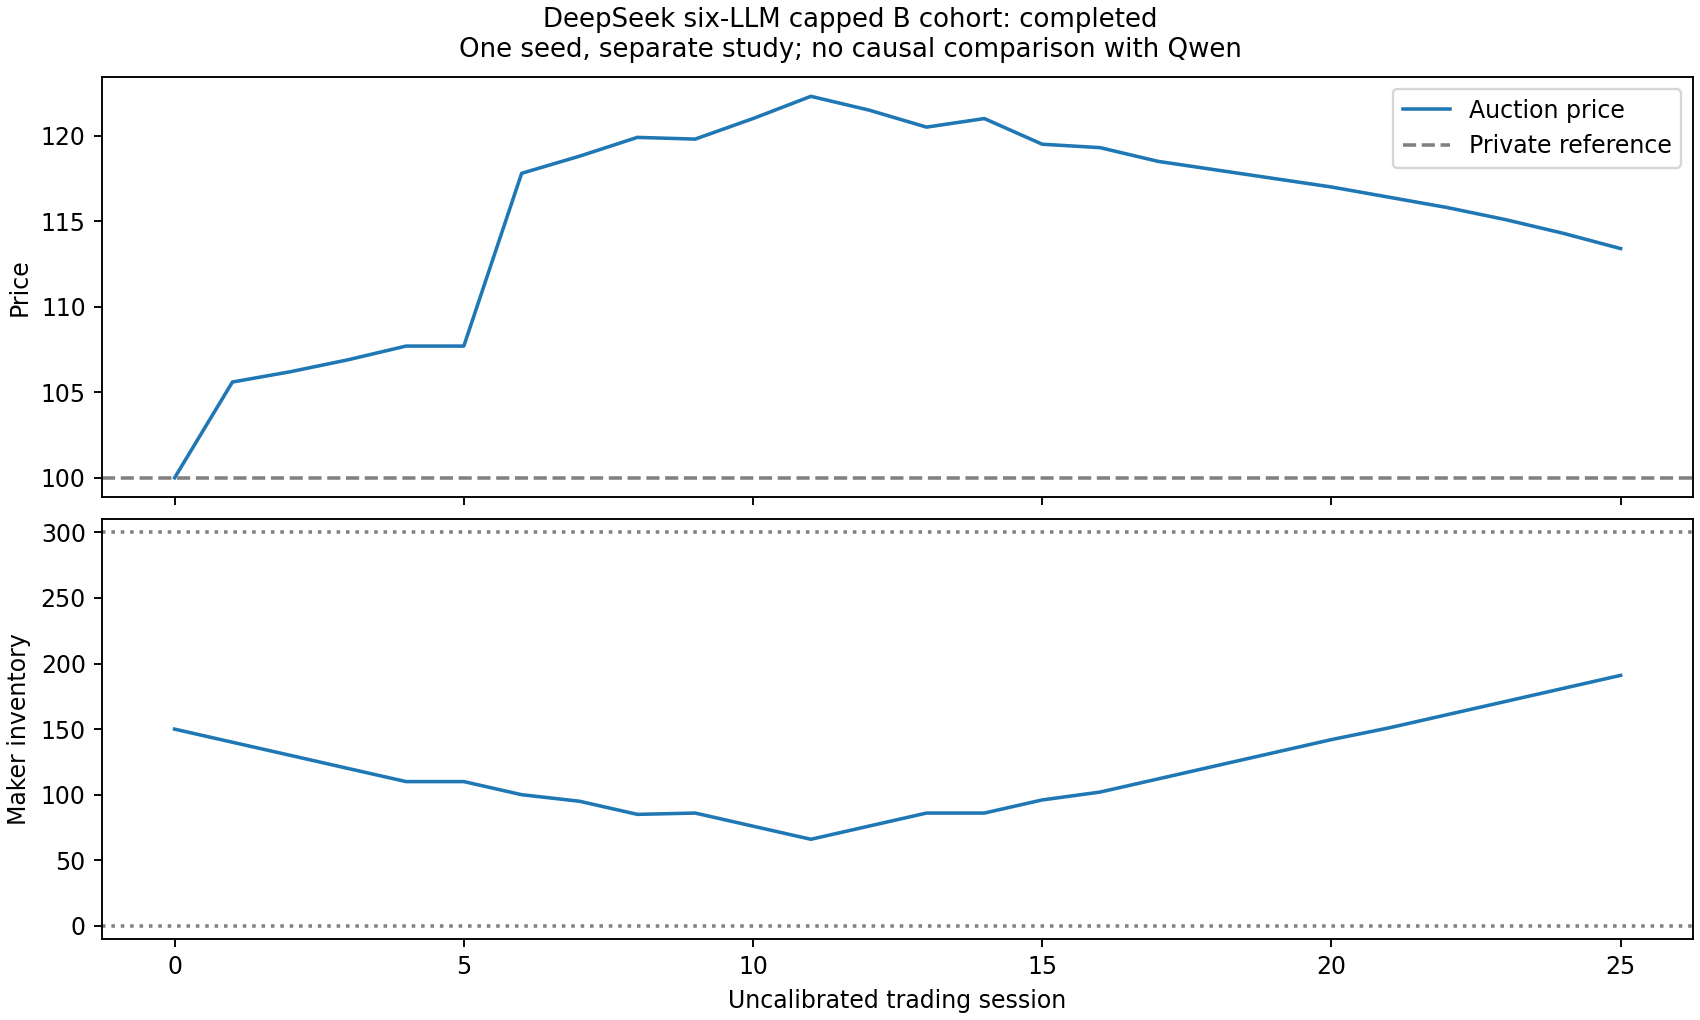 DeepSeek six-LLM capped B cohort: completed
One seed, separate study; no causal comparison with Qwen
Auction price
Private reference
Price
120
115
110
105
100
Maker inventory
300
250
200
150
100
50
0
0 5 10 15 20 25
Uncalibrated trading session